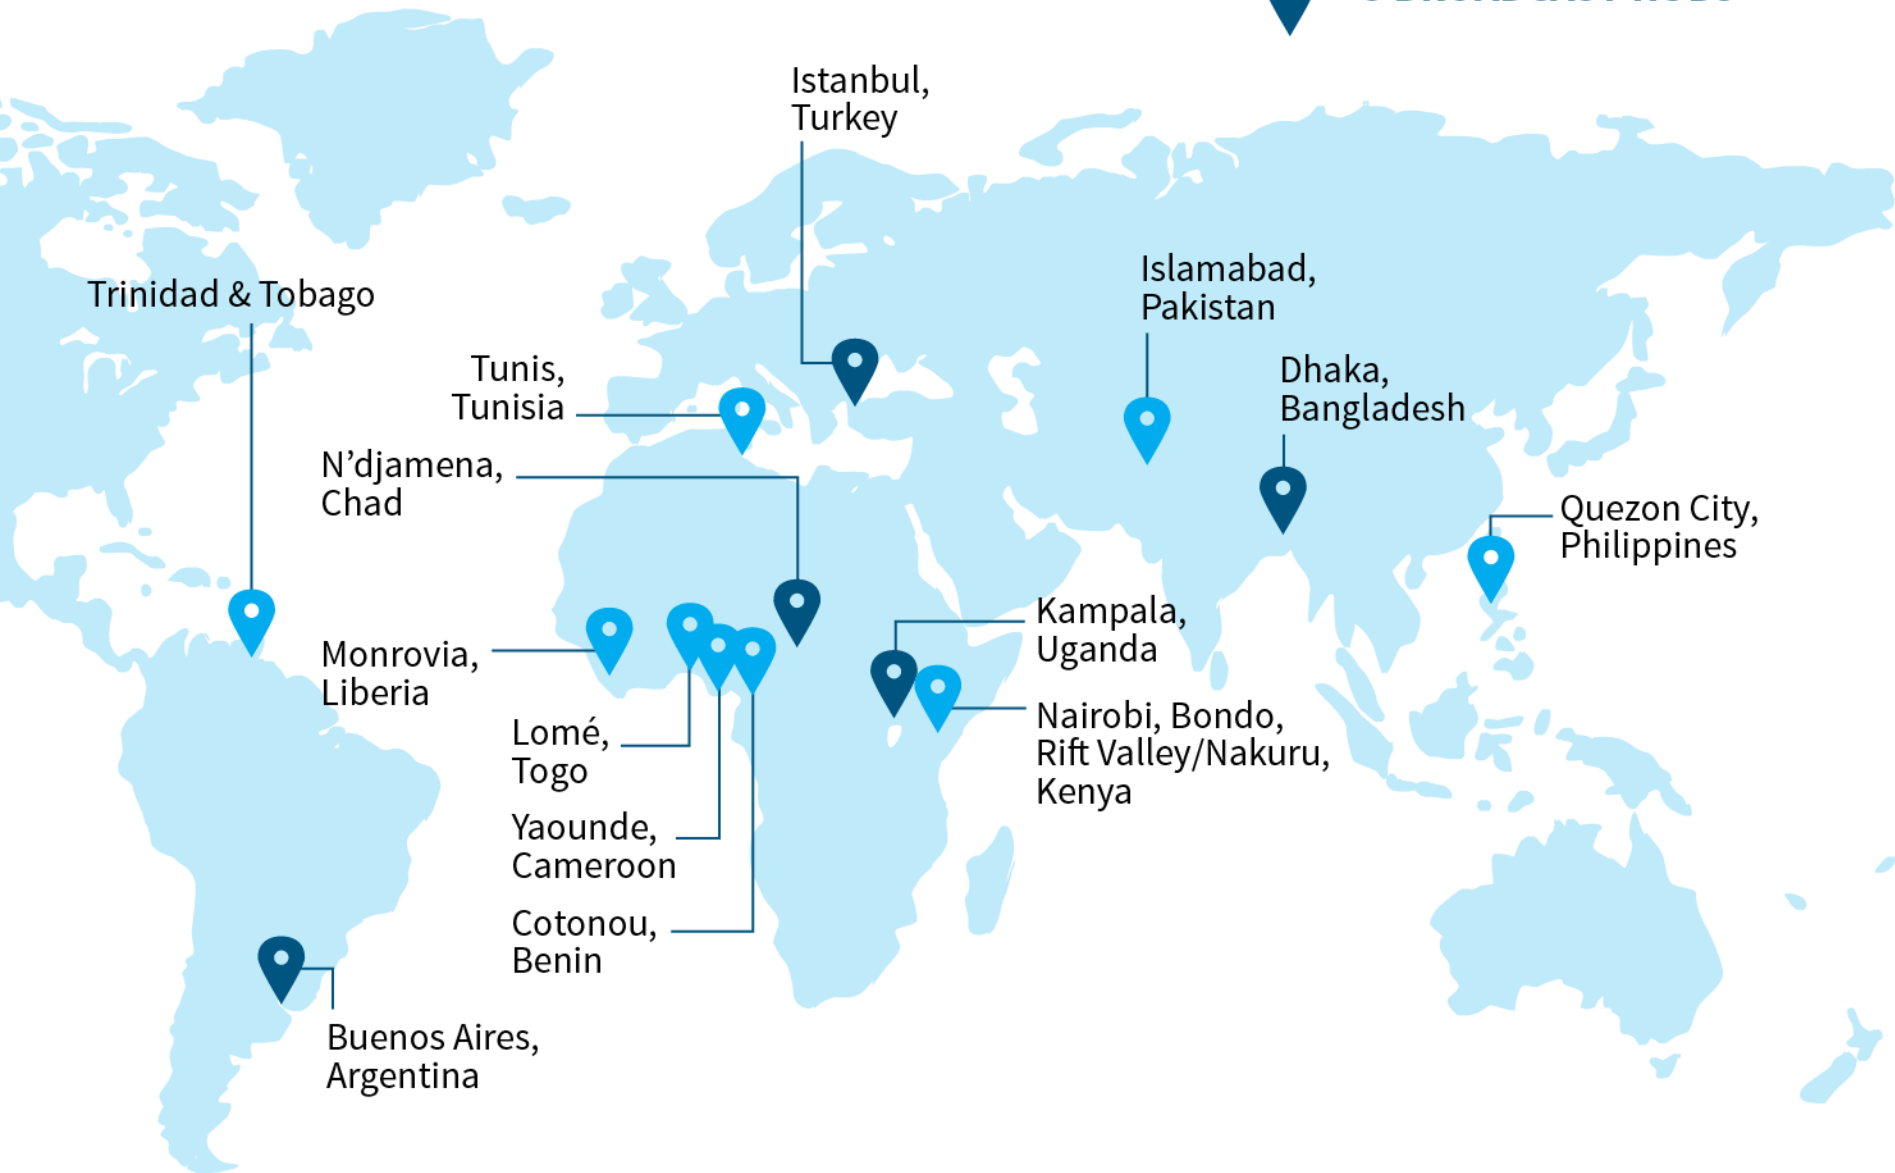 Istanbul,
Turkey
Islamabad,
Pakistan
Trinidad & Tobago
Tunis,
Tunisia
Dhaka,
Bangladesh
N’djamena,
Chad
Quezon City,
Philippines
Kampala,
Uganda
Monrovia,
Liberia
Nairobi, Bondo,
Rift Valley/Nakuru,
Kenya
Lomé,
Togo
Yaounde,
Cameroon
Cotonou,
Benin
Buenos Aires,
Argentina